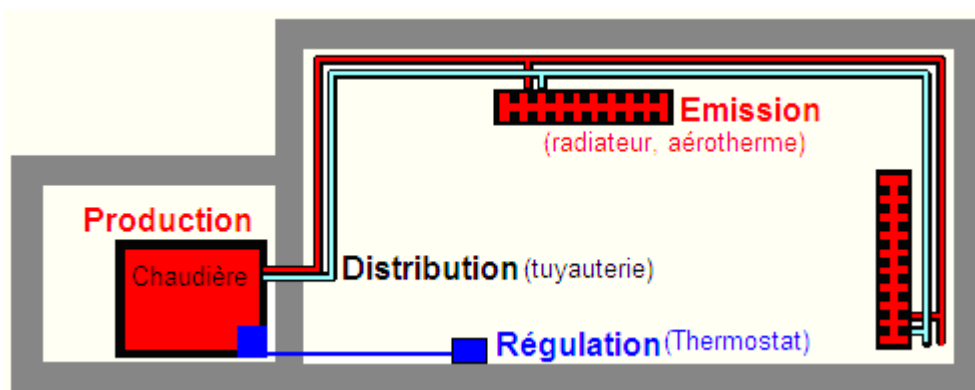 Emission
(radiateur, aérotherme)
Production
Chaudière
Distribution (tuyauterie)
Régulation (Thermostat)